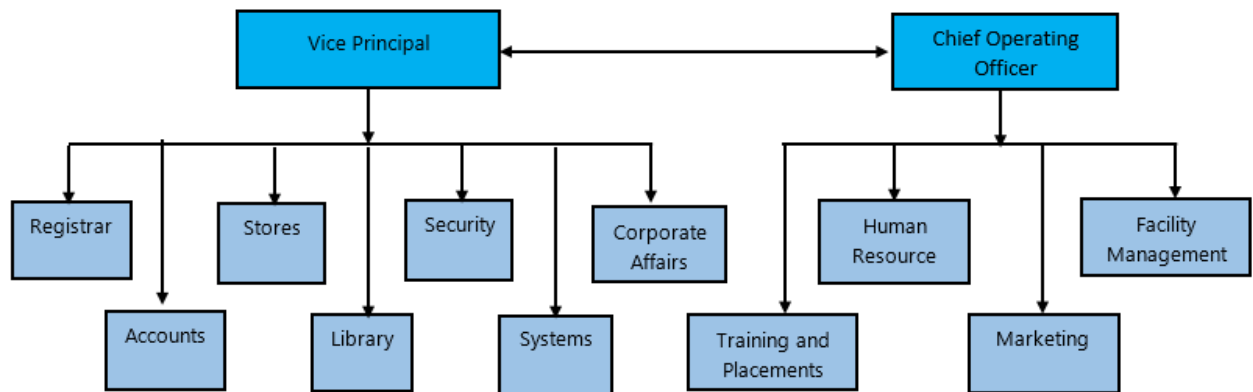 Vice Principal
Chief Operating
Officer
Registrar
Stores
Security
Corporate
Affairs
Human
Resource
Facility
Management
Accounts
Library
Systems
Training and
Placements
Marketing